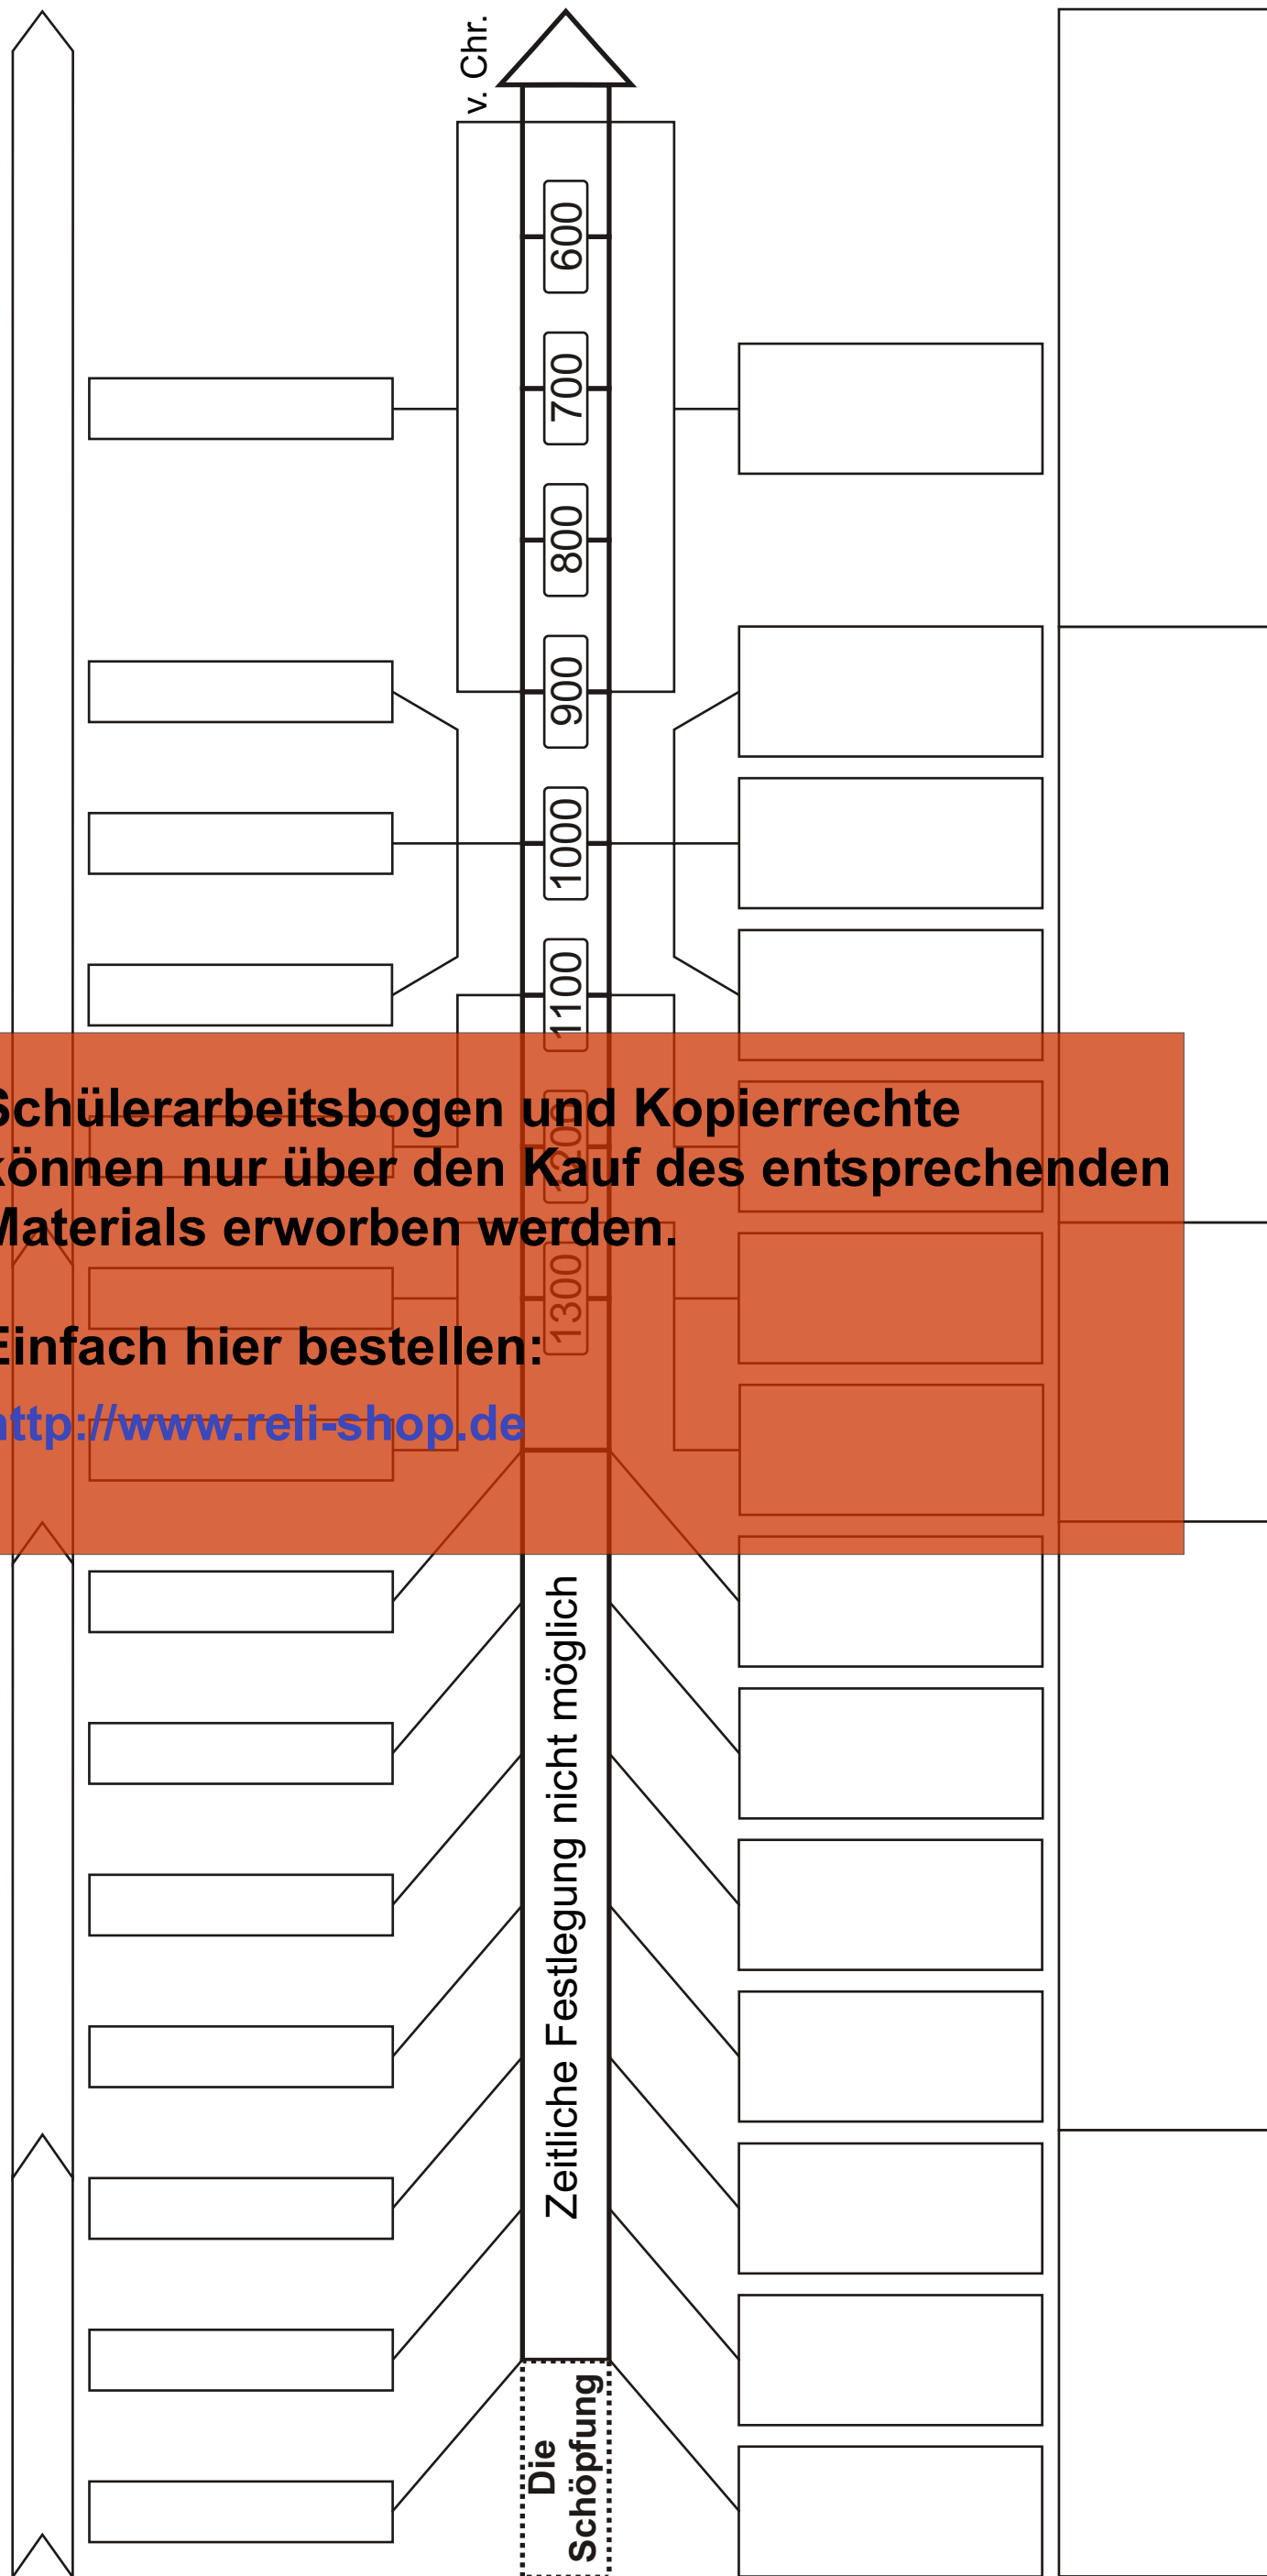 v. Chr.
600
700
800
900
1000
1100
1200
1300
Schülerarbeitsbogen und Kopierrechte
können nur über den Kauf des entsprechenden
Materials erworben werden.
Einfach hier bestellen:
http://www.reli-shop.de
Zeitliche Festlegung nicht möglich
Die
Schöpfung